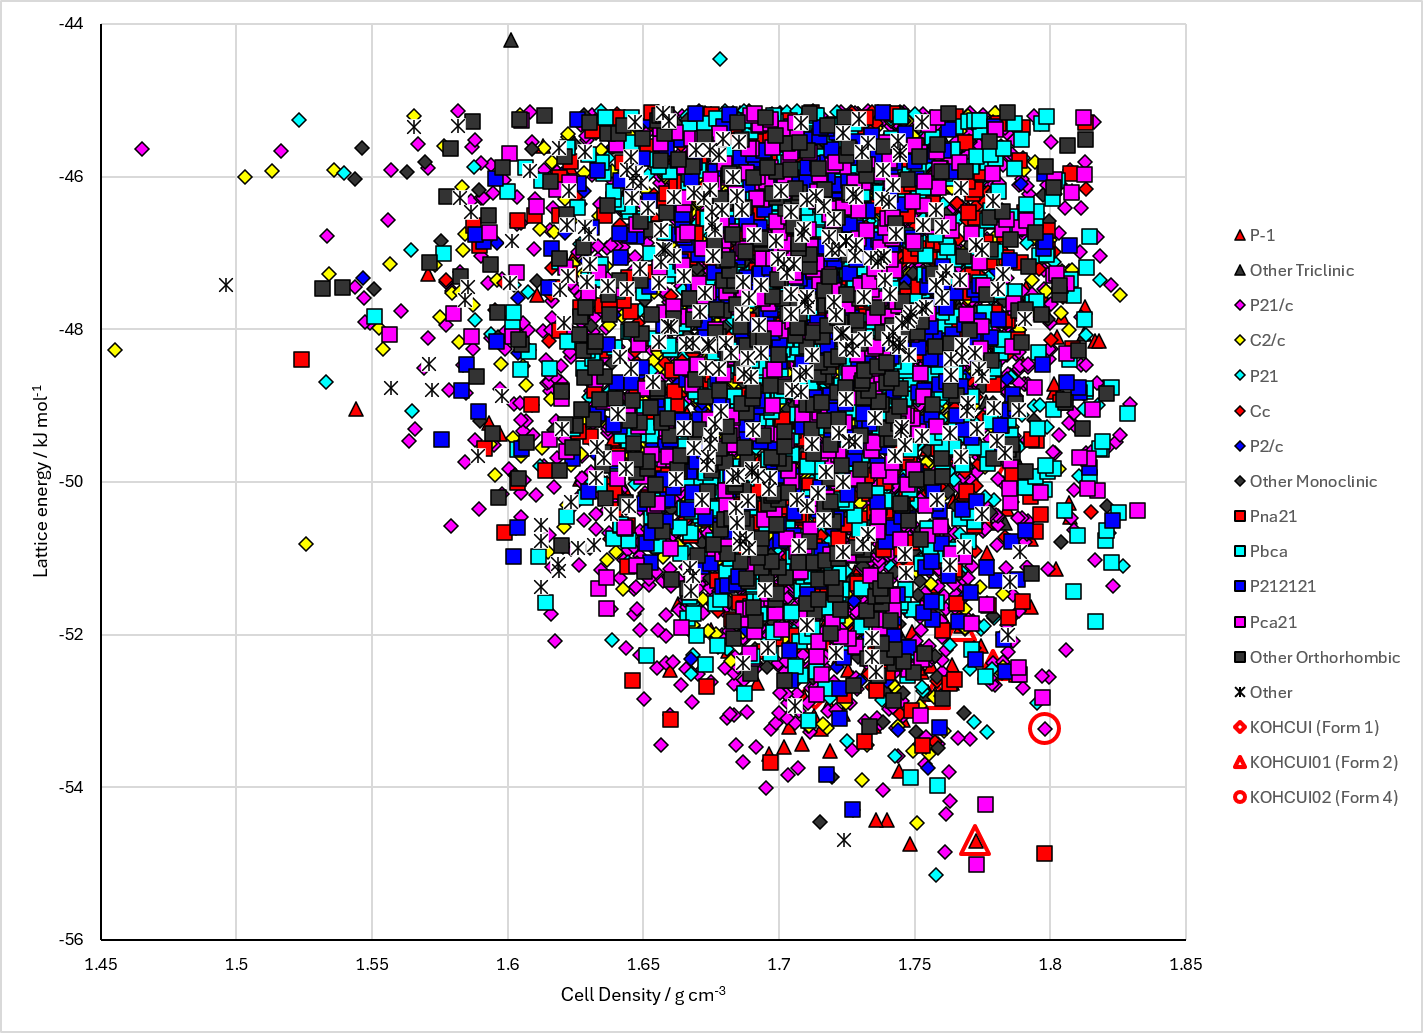 -44
-46
-48
-50
-52
-54
-56
1.45 1.5 1.55 1.6 1.65 1.7 1.75 1.8 1.85
Lattice energy / kJ mol⁻¹
Cell Density / g cm⁻³
P-1
Other Triclinic
P21/c
C2/c
P21
Cc
P2/c
Other Monoclinic
Pna21
Pbca
P212121
Pca21
Other Orthorhombic
Other
KOHCUI (Form 1)
KOHCUI01 (Form 2)
KOHCUI02 (Form 4)